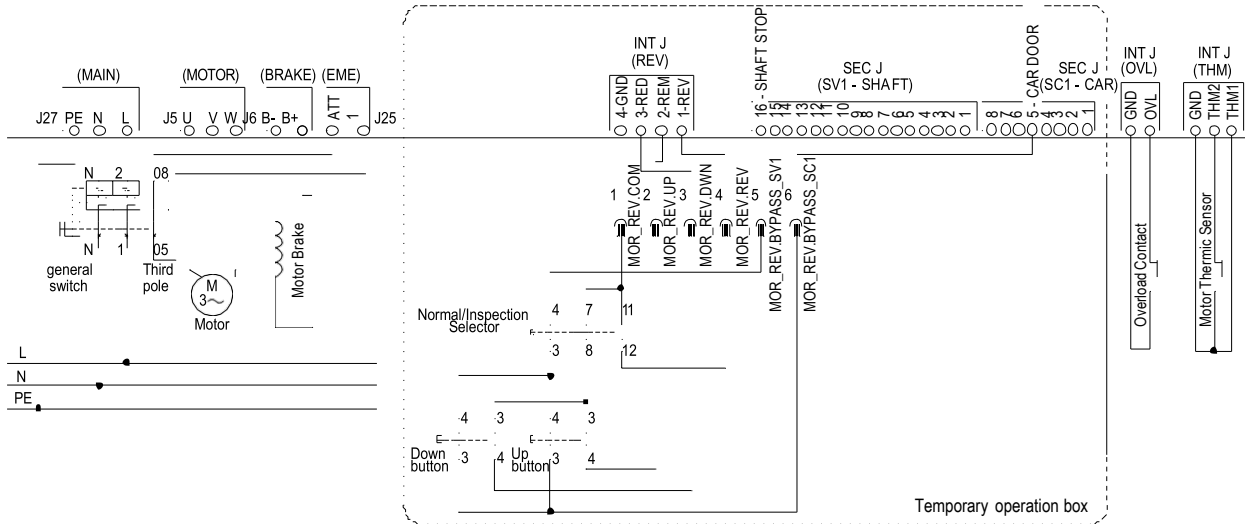 (MAIN)
(MOTOR)
(BRAKE)
(EME)
INT J
(REV)
16 - SHAFT STOP
SEC J
(SV1 - SHAFT)
5 - CAR DOOR
SEC J
(SC1 - CAR)
INT J
(OVL)
INT J
(THM)
J27 PE N L
J5 U V W
J6 B- B+
ATT
1
J25
4-GND
3-RED
2-REM
1-REV
15
14
13
12
11
10
9
8
7
6
5
4
3
2
1
8
7
6
4
3
2
1
GND
OVL
GND
THM2
THM1
N 2 08
N 1 05
general
switch
Third
pole
M
3
Motor
Motor Brake
1 2 3 4 5 6
MOR_REV.COM
MOR_REV.UP
MOR_REV.DWN
MOR_REV.REV
MOR_REV.BYPASS_SV1
MOR_REV.BYPASS_SC1
Overload Contact
Motor Thermic Sensor
4 7 11
Normal/Inspection
Selector
3 8 12
L
N
PE
4 3 4 3
Down
button
3 4
Up
button
3 4
Temporary operation box